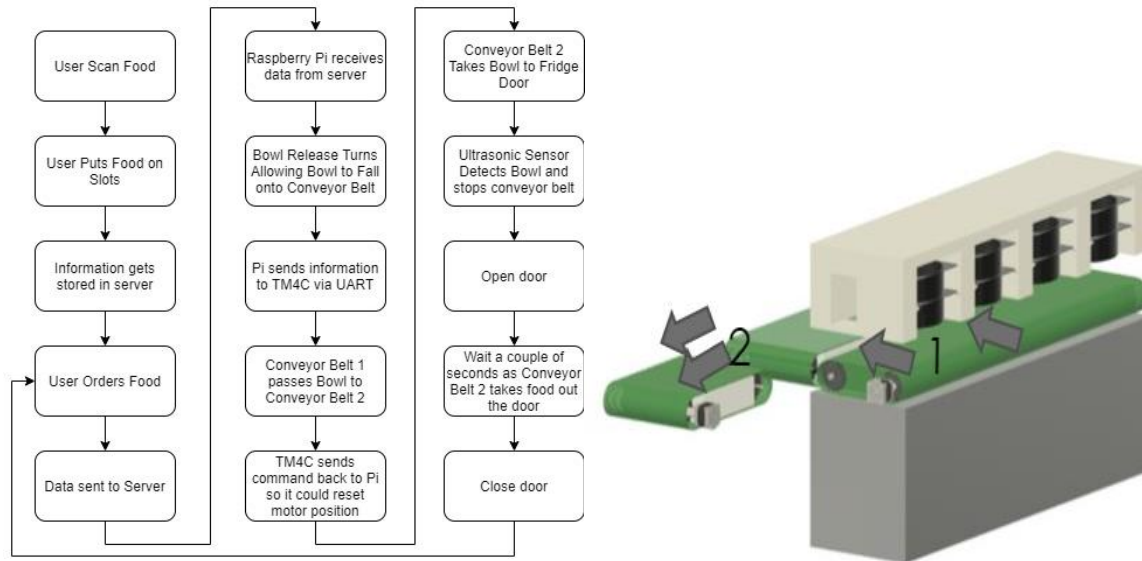 User Scan Food
User Puts Food on
Slots
Information gets
stored in server
User Orders Food
Data sent to Server
Raspberry Pi receives
data from server
Bowl Release Turns
Allowing Bowl to Fall
onto Conveyor Belt
Pi sends information
to TM4C via UART
Conveyor Belt 1
passes Bowl to
Conveyor Belt 2
TM4C sends
command back to Pi
so it could reset
motor position
Conveyor Belt 2
Takes Bowl to Fridge
Door
Ultrasonic Sensor
Detects Bowl and
stops conveyor belt
Open door
Wait a couple of
seconds as Conveyor
Belt 2 takes food out
the door
Close door
2
1